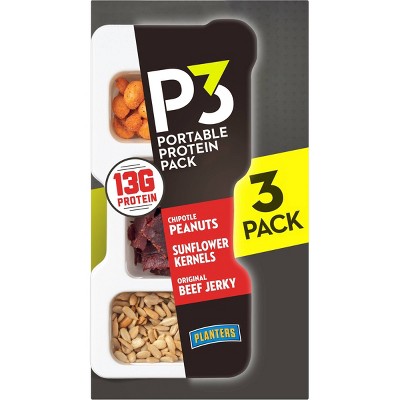 P3
PORTABLE
PROTEIN
PACK
13G
PROTEIN
3
PACK
CHIPOTLE
PEANUTS
SUNFLOWER
KERNELS
ORIGINAL
BEEF JERKY
PLANTERS